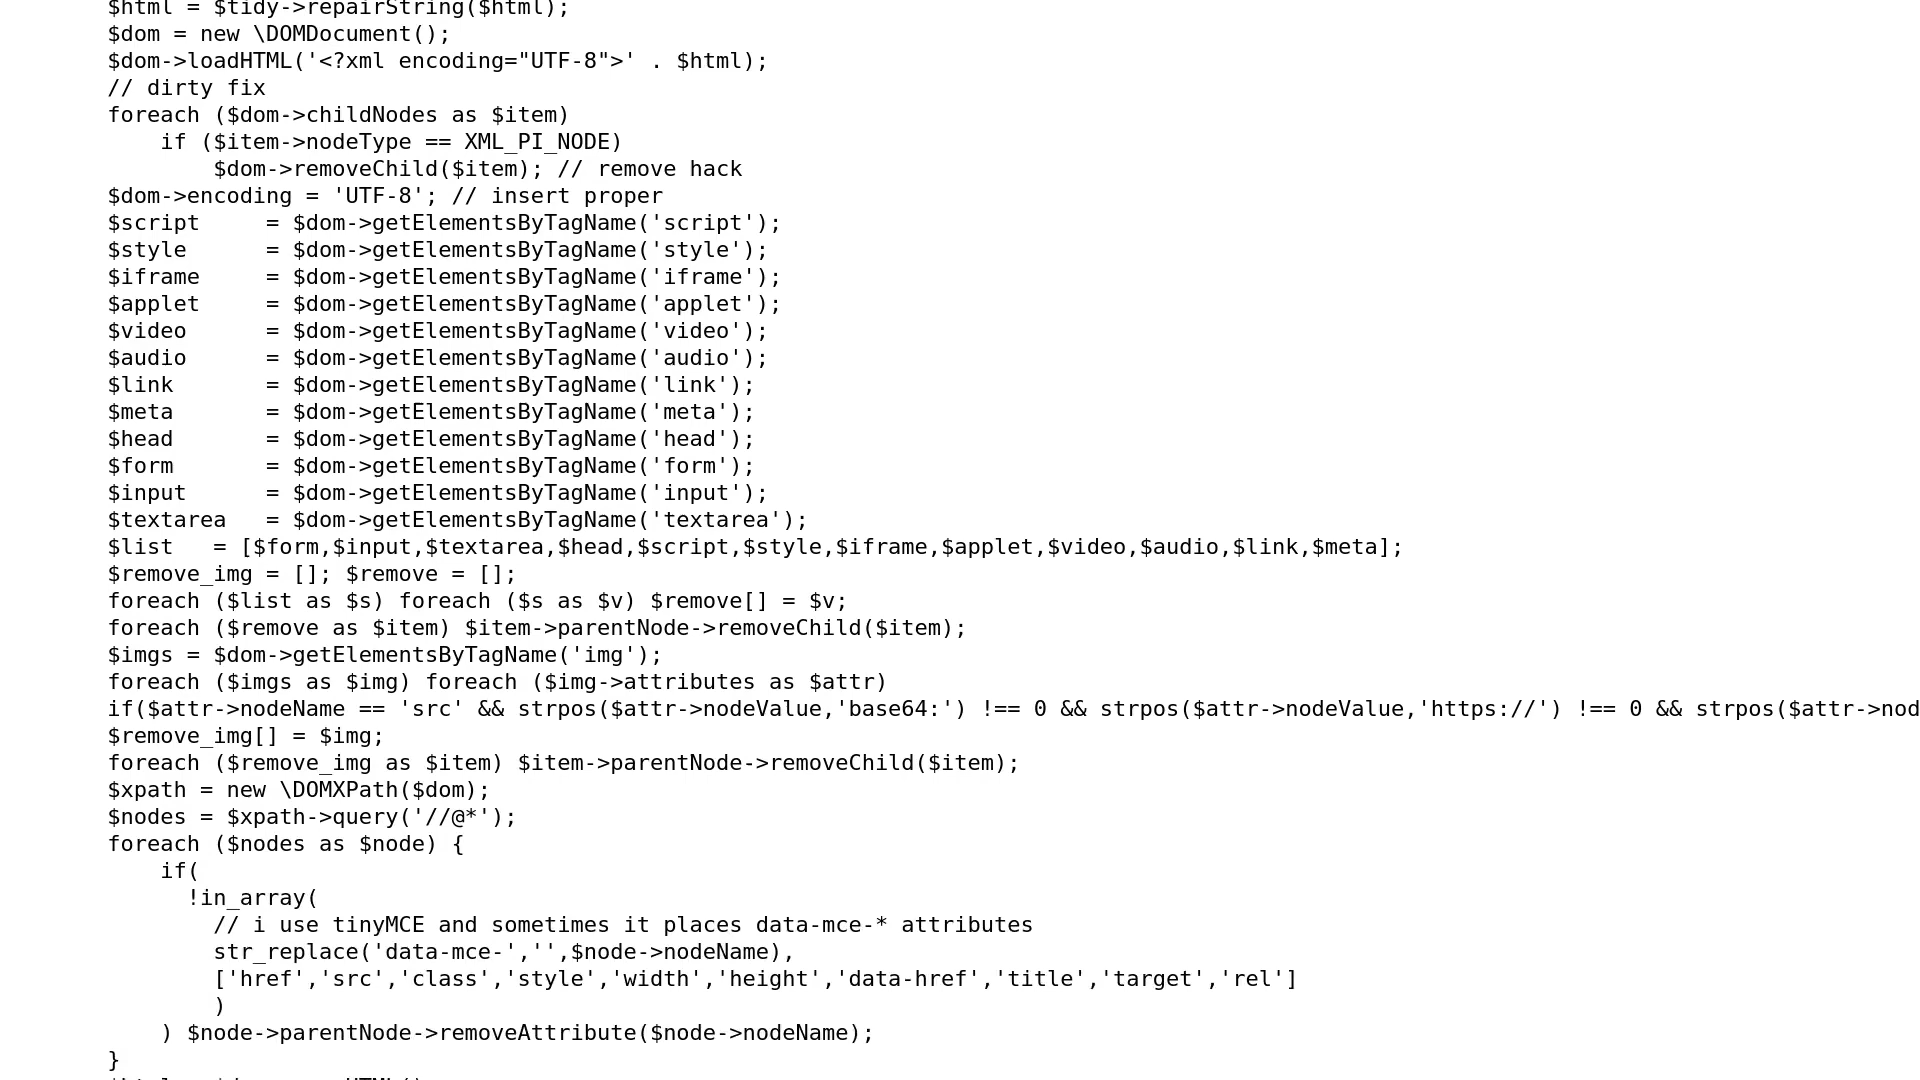 $html = $tidy->repairString($html);
$dom = new \DOMDocument();
$dom->loadHTML('<?xml encoding="UTF-8">' . $html);
// dirty fix
foreach ($dom->childNodes as $item)
    if ($item->nodeType == XML_PI_NODE)
        $dom->removeChild($item); // remove hack
$dom->encoding = 'UTF-8'; // insert proper
$script     = $dom->getElementsByTagName('script');
$style      = $dom->getElementsByTagName('style');
$iframe     = $dom->getElementsByTagName('iframe');
$applet     = $dom->getElementsByTagName('applet');
$video      = $dom->getElementsByTagName('video');
$audio      = $dom->getElementsByTagName('audio');
$link       = $dom->getElementsByTagName('link');
$meta       = $dom->getElementsByTagName('meta');
$head       = $dom->getElementsByTagName('head');
$form       = $dom->getElementsByTagName('form');
$input      = $dom->getElementsByTagName('input');
$textarea   = $dom->getElementsByTagName('textarea');
$list   = [$form,$input,$textarea,$head,$script,$style,$iframe,$applet,$video,$audio,$link,$meta];
$remove_img = []; $remove = [];
foreach ($list as $s) foreach ($s as $v) $remove[] = $v;
foreach ($remove as $item) $item->parentNode->removeChild($item);
$imgs = $dom->getElementsByTagName('img');
foreach ($imgs as $img) foreach ($img->attributes as $attr)
if($attr->nodeName == 'src' && strpos($attr->nodeValue,'base64:') !== 0 && strpos($attr->nodeValue,'https://') !== 0 && strpos($attr->nod
$remove_img[] = $img;
foreach ($remove_img as $item) $item->parentNode->removeChild($item);
$xpath = new \DOMXPath($dom);
$nodes = $xpath->query('//@*');
foreach ($nodes as $node) {
    if(
      !in_array(
        // i use tinyMCE and sometimes it places data-mce-* attributes
        str_replace('data-mce-','',$node->nodeName),
        ['href','src','class','style','width','height','data-href','title','target','rel']
        )
    ) $node->parentNode->removeAttribute($node->nodeName);
}